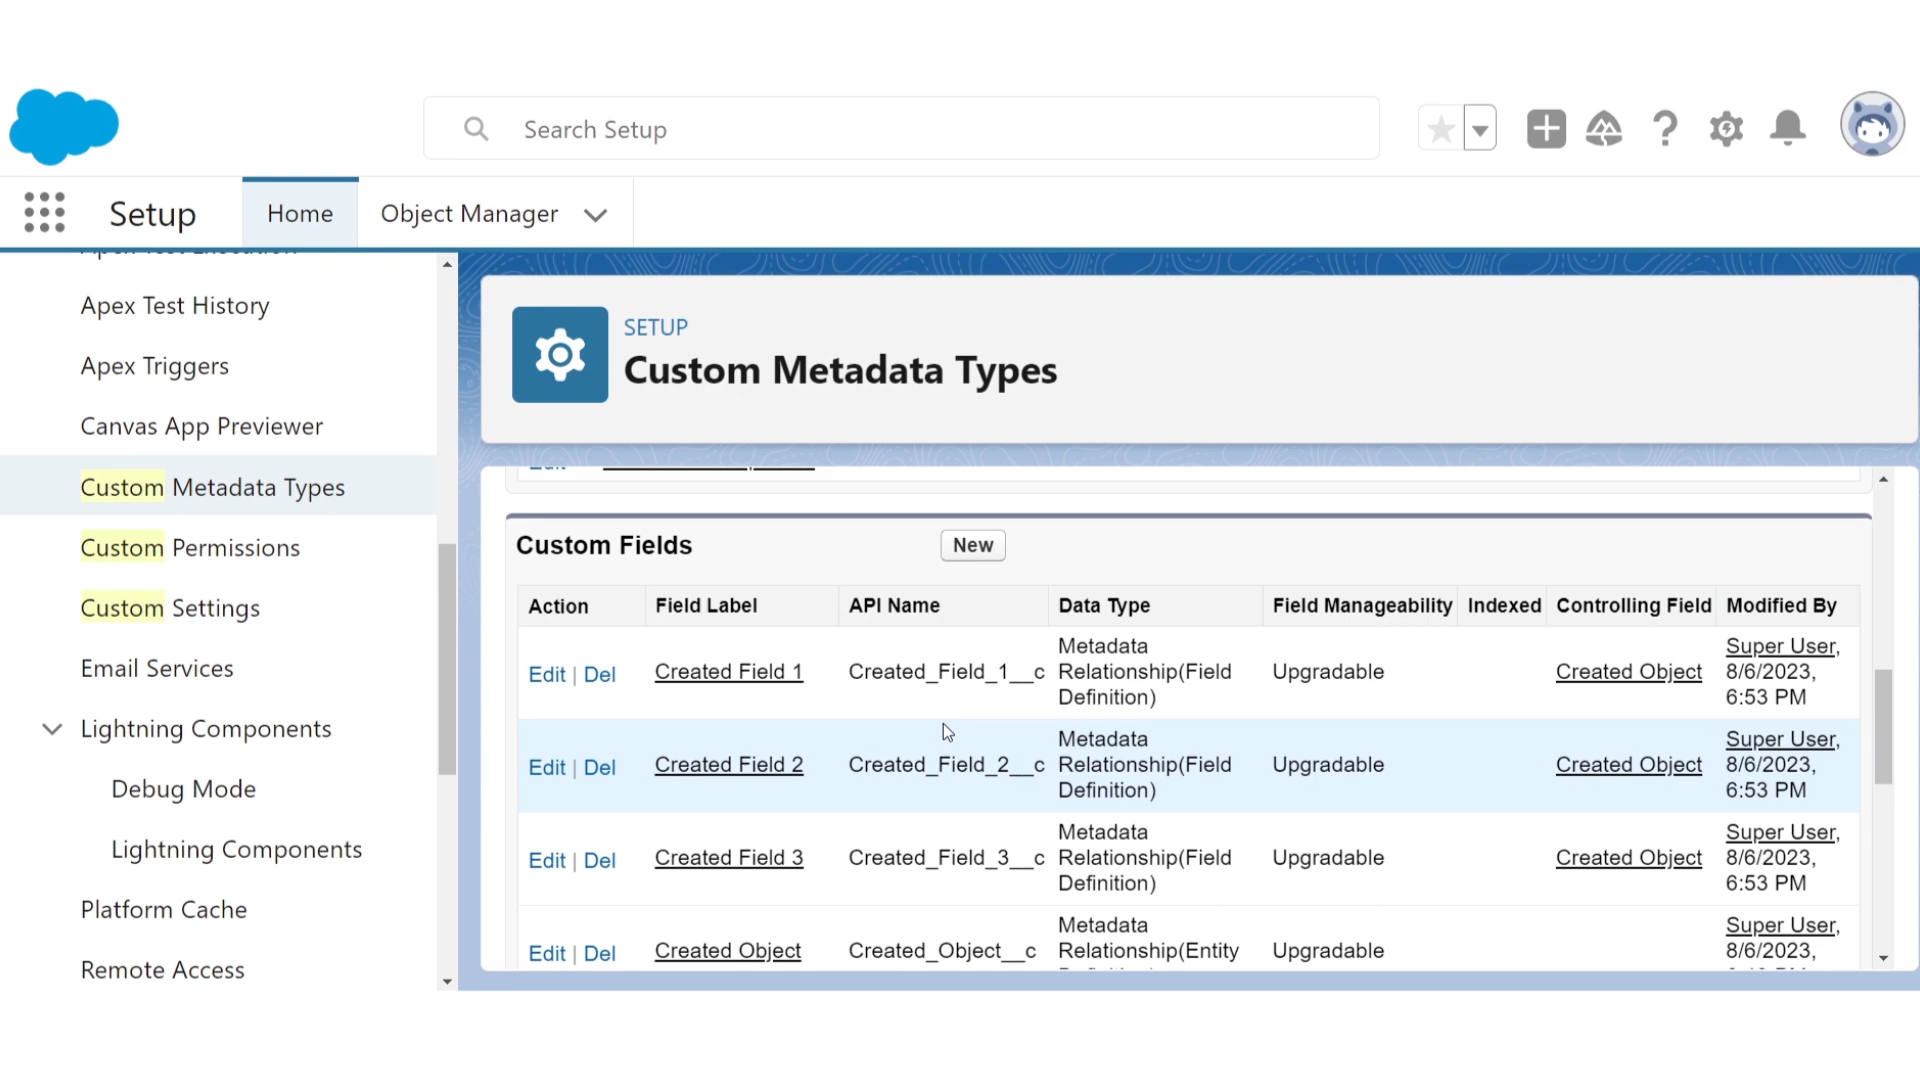 Search Setup
Setup
Home
Object Manager
Apex Test History
Apex Triggers
Canvas App Previewer
Custom Metadata Types
Custom Permissions
Custom Settings
Email Services
Lightning Components
Debug Mode
Lightning Components
Platform Cache
Remote Access
SETUP
Custom Metadata Types
Custom Fields
New
Action Field Label API Name Data Type Field Manageability Indexed Controlling Field Modified By
Edit | Del Created Field 1 Created_Field_1__c Metadata Relationship(Field Definition) Upgradable Created Object Super User, 8/6/2023, 6:53 PM
Edit | Del Created Field 2 Created_Field_2__c Metadata Relationship(Field Definition) Upgradable Created Object Super User, 8/6/2023, 6:53 PM
Edit | Del Created Field 3 Created_Field_3__c Metadata Relationship(Field Definition) Upgradable Created Object Super User, 8/6/2023, 6:53 PM
Edit | Del Created Object Created_Object__c Metadata Relationship(Entity Upgradable Super User, 8/6/2023,